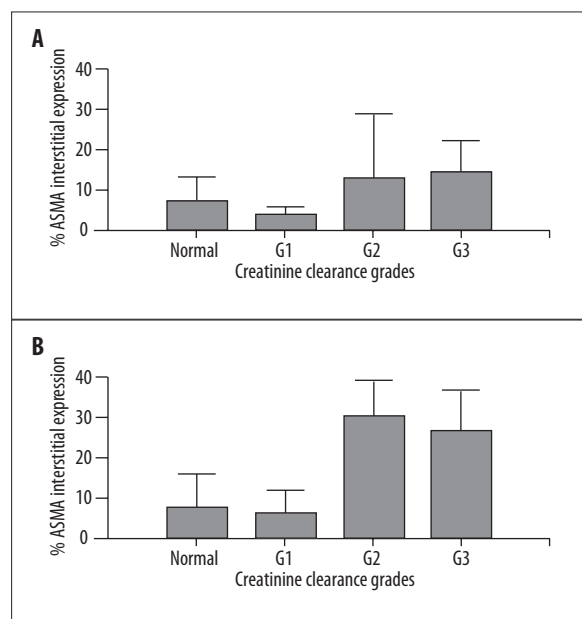 A
40
30
20
10
0
% ASMA interstitial expression
Normal G1 G2 G3
Creatinine clearance grades
B
40
30
20
10
0
% ASMA interstitial expression
Normal G1 G2 G3
Creatinine clearance grades